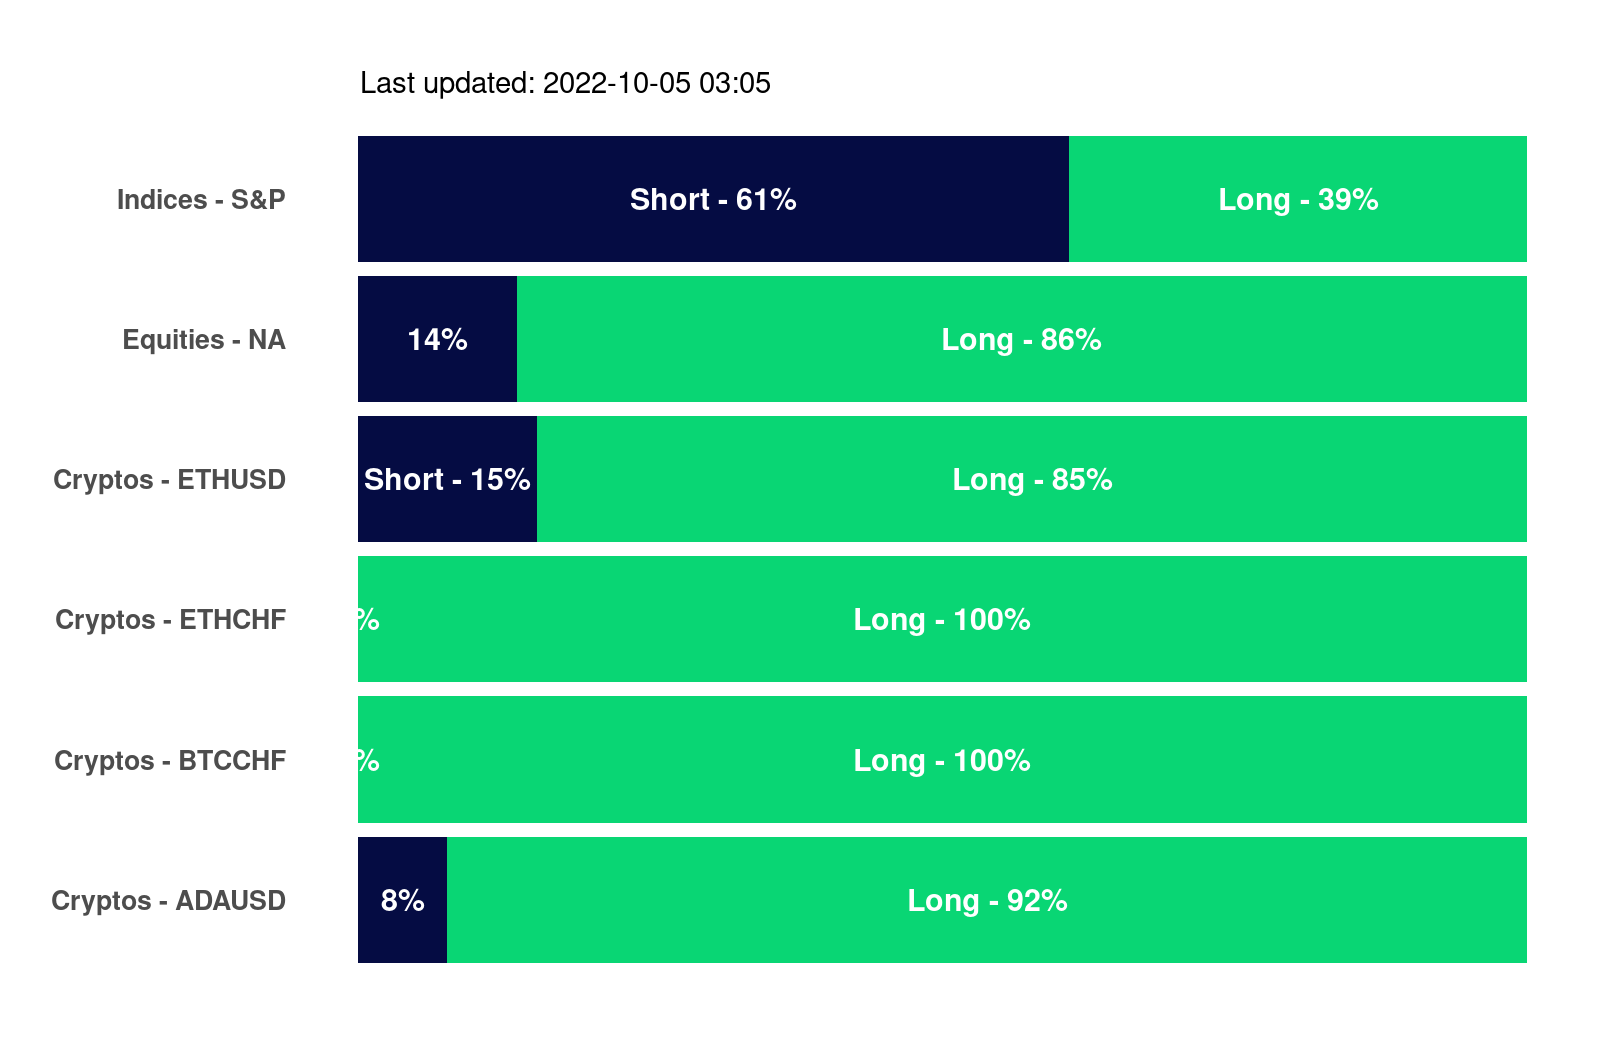 Last updated: 2022-10-05 03:05
Indices - S&P Short - 61% Long - 39%
Equities - NA 14% Long - 86%
Cryptos - ETHUSD Short - 15% Long - 85%
Cryptos - ETHCHF % Long - 100%
Cryptos - BTCCHF % Long - 100%
Cryptos - ADAUSD 8% Long - 92%